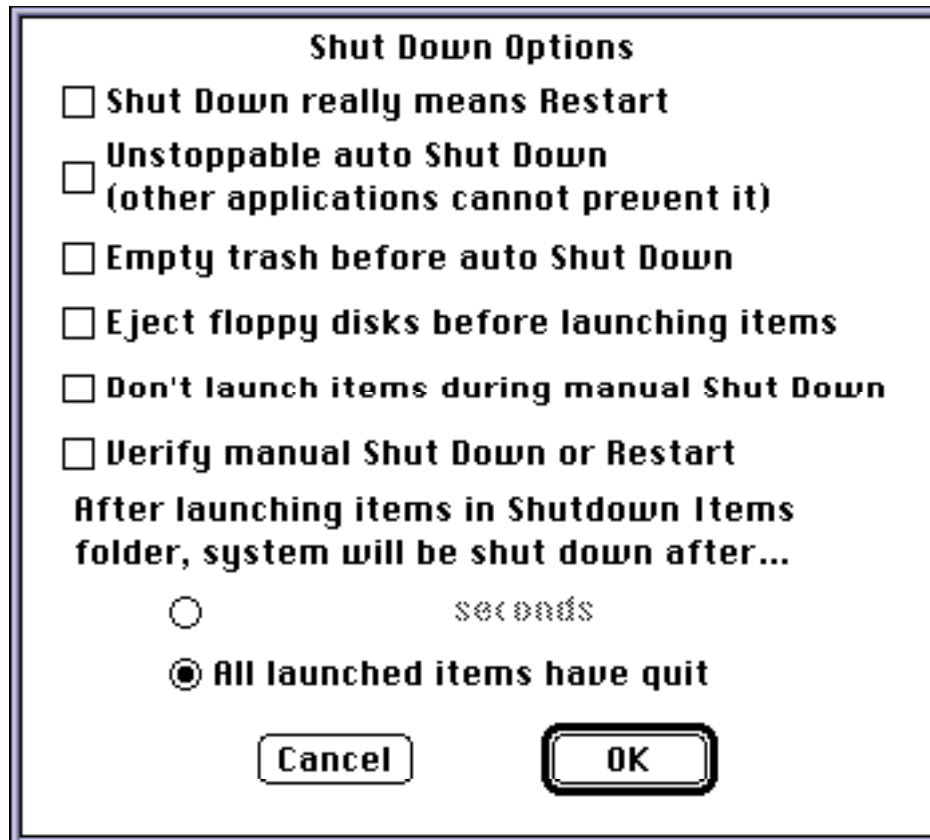 Shut Down Options
Shut Down really means Restart
Unstoppable auto Shut Down
(other applications cannot prevent it)
Empty trash before auto Shut Down
Eject floppy disks before launching items
Don't launch items during manual Shut Down
Verify manual Shut Down or Restart
After launching items in Shutdown Items
folder, system will be shut down after...
seconds
All launched items have quit
Cancel
OK